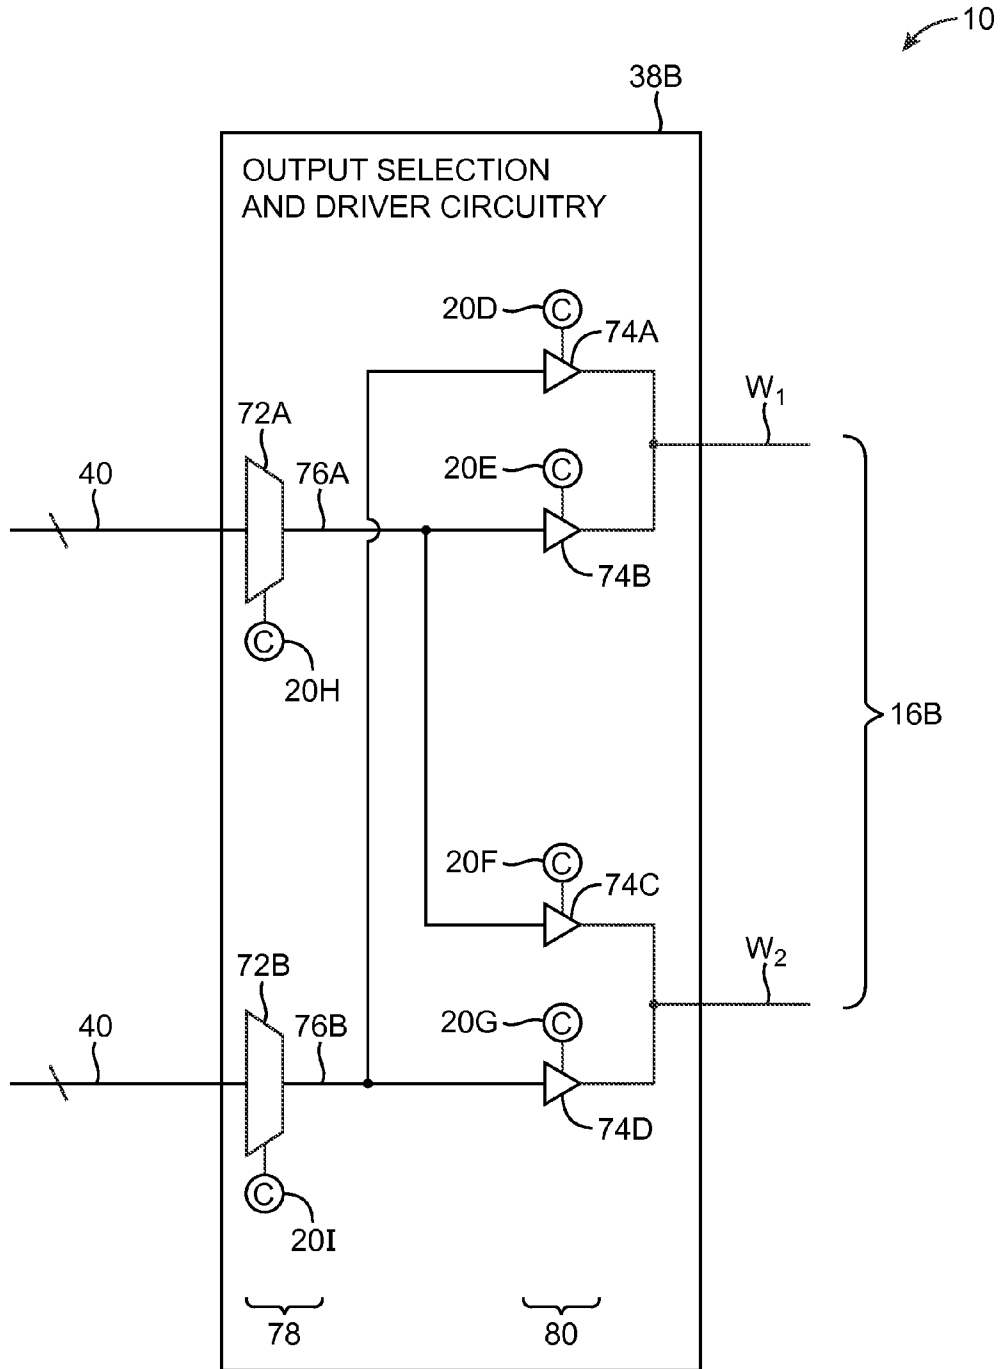 10
38B
OUTPUT SELECTION
AND DRIVER CIRCUITRY
20D
C
74A
W1
72A
40
76A
20E
C
74B
C
20H
16B
20F
C
74C
W2
72B
40
76B
20G
C
74D
C
20I
78
80